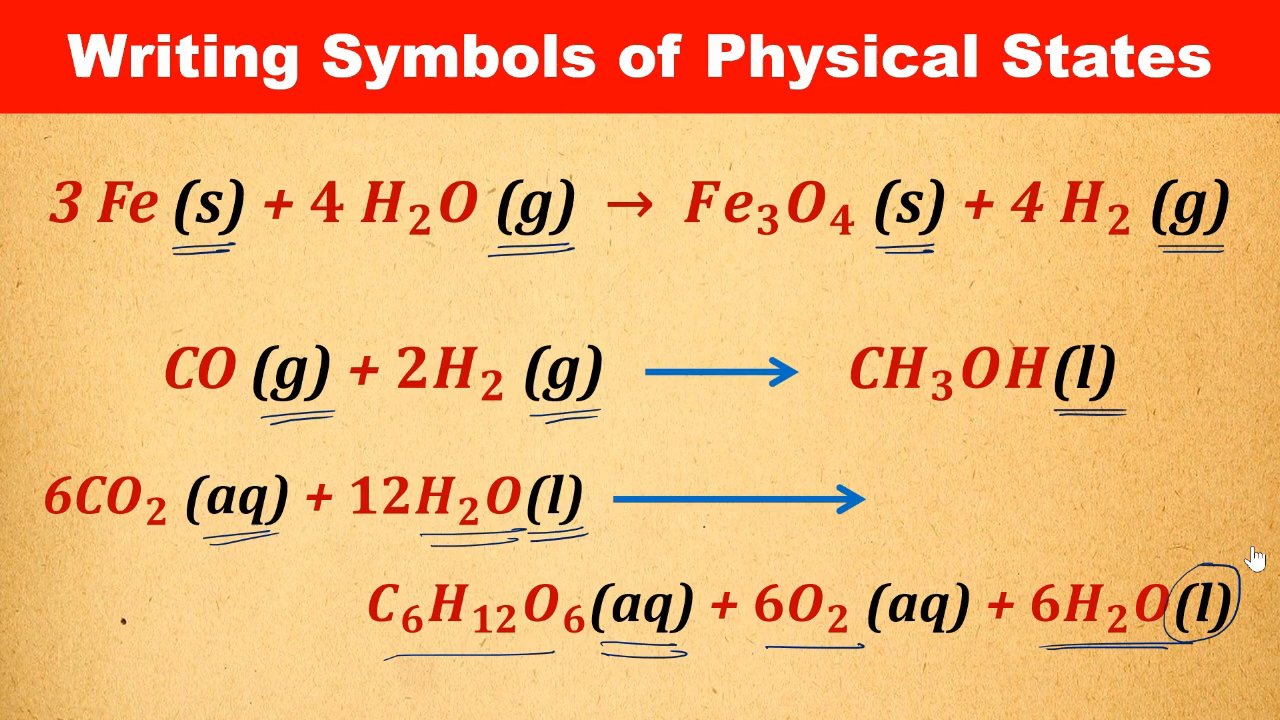 Writing Symbols of Physical States
3 Fe (s) + 4 H₂O (g) → Fe₃O₄ (s) + 4 H₂ (g)
CO (g) + 2H₂ (g) ⟶ CH₃OH(l)
6CO₂ (aq) + 12H₂O(l) ⟶
C₆H₁₂O₆(aq) + 6O₂ (aq) + 6H₂O(l)